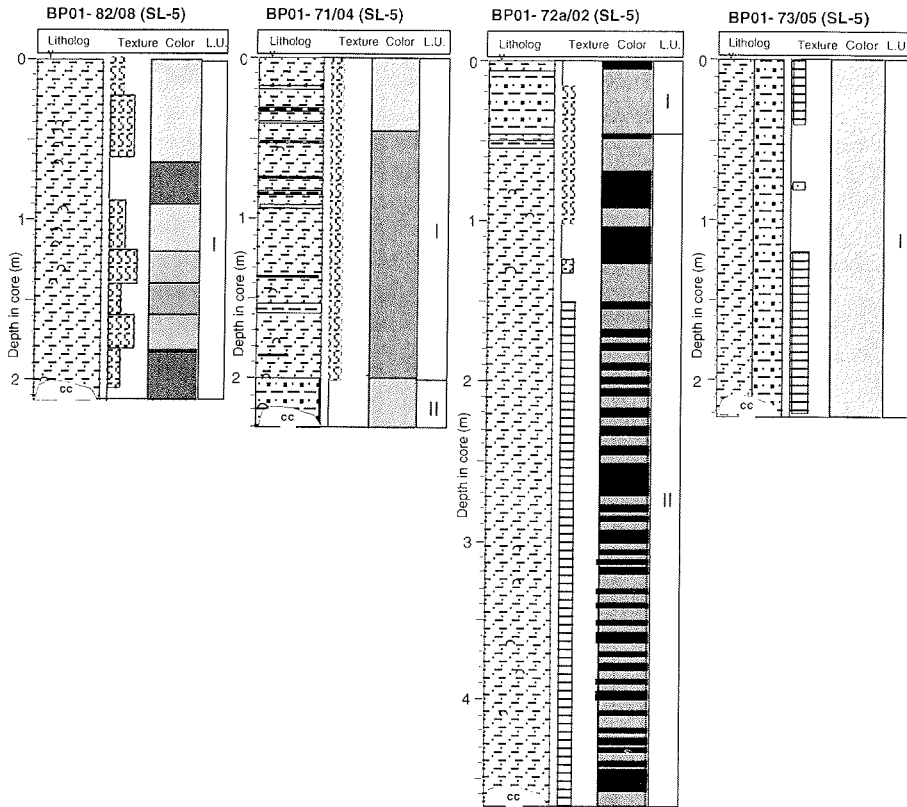 BP01- 82/08 (SL-5)
Litholog Texture Color L.U.
0
1
2
Depth in core (m)
I
cc
BP01- 71/04 (SL-5)
Litholog Texture Color L.U.
0
1
2
Depth in core (m)
I
II
cc
BP01- 72a/02 (SL-5)
Litholog Texture Color L.U.
0
1
2
3
4
Depth in core (m)
I
II
cc
BP01- 73/05 (SL-5)
Litholog Texture Color L.U.
0
1
2
Depth in core (m)
I
cc